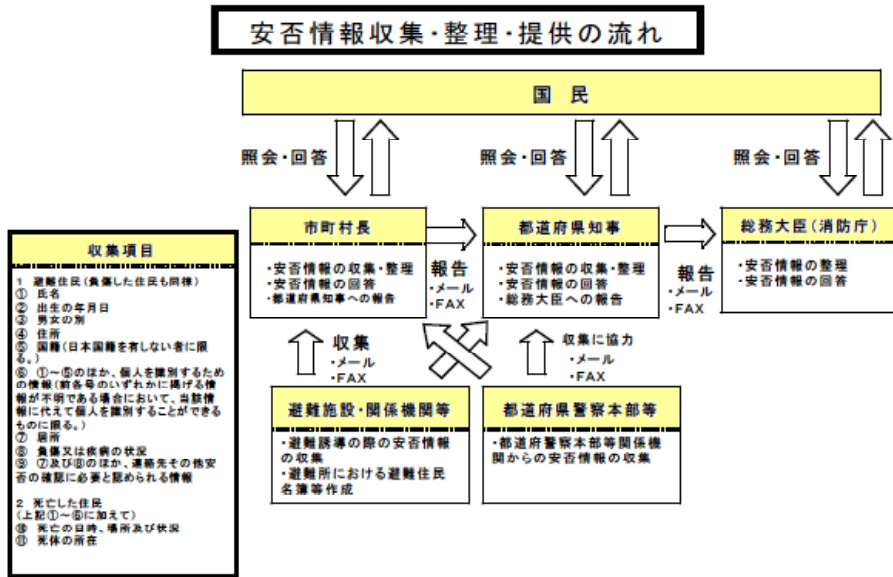 安否情報収集・整理・提供の流れ
国 民
照会・回答
照会・回答
照会・回答
市町村長
・安否情報の収集・整理
・安否情報の回答
・都道府県知事への報告
報告
・メール
・FAX
都道府県知事
・安否情報の収集・整理
・安否情報の回答
・総務大臣への報告
報告
・メール
・FAX
総務大臣(消防庁)
・安否情報の整理
・安否情報の回答
収集
・メール
・FAX
収集に協力
・メール
・FAX
避難施設・関係機関等
・避難誘導の際の安否情報
の収集
・避難所における避難住民
名簿等作成
都道府県警察本部等
・都道府警察本部等関係機
関からの安否情報の収集
収集項目
1 避難住民(負傷した住民も同様)
① 氏名
② 出生の年月日
③ 男女の別
④ 住所
⑤ 国籍(日本国籍を有しない者に限
る。)
⑥ ①~⑤のほか、個人を識別するため
の情報(前各号のいずれかに掲げる情
報が不明である場合において、当該情
報に代えて個人を識別することができる
ものに限る。)
⑦ 居所
⑧ 負傷又は疾病の状況
⑨ ⑦及び⑧のほか、連絡先その他安
否の確認に必要と認められる情報
2 死亡した住民
(上記①~⑥に加えて)
⑩ 死亡の日時、場所及び状況
⑪ 死体の所在